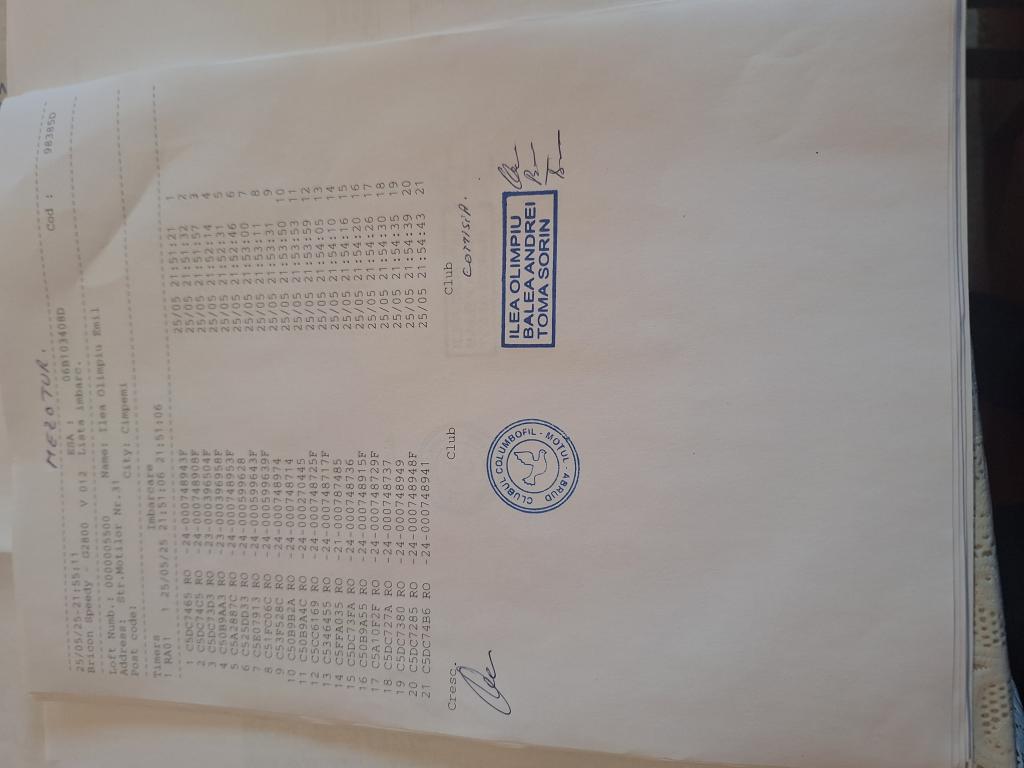 MEZOTUR.
25/05/25-21:55:11 ESA : 06B103408D
Bricon Speedy - G2800 V 012 Lista imbarc.
Loft Numb.: 0000005500 Name: Ilea Olimpiu Emil Cod : 98385D
Address: Str.Motilor Nr.31 City: Cimpeni
Post code:
Timers Imbarcare
1 RA01 1 25/05/25 21:51:06 21:51:06
1 C5DC7465 RO -24-000748943F 25/05 21:51:21 1
2 C5DC74C5 RO -24-000748908F 25/05 21:51:32 2
3 C5DC73D3 RO -23-000396504F 25/05 21:51:57 3
4 C50B9AA3 RO -23-000396958F 25/05 21:52:14 4
5 C5A2887C RO -24-000748953F 25/05 21:52:31 5
6 C525DD33 RO -24-000599628 25/05 21:52:46 6
7 C5E07913 RO -24-000599643F 25/05 21:53:00 7
8 C51FC06C RO -24-000599639F 25/05 21:53:11 8
9 C53F528C RO -24-000748974 25/05 21:53:31 9
10 C50B9B2A RO -24-000748714 25/05 21:53:50 10
11 C50B9A4C RO -24-000270445 25/05 21:53:53 11
12 C5CC6169 RO -24-000748725F 25/05 21:53:59 12
13 C5346455 RO -24-000748717F 25/05 21:54:05 13
14 C5FFA035 RO -21-000787485 25/05 21:54:10 14
15 C5DC73FA RO -24-000748736 25/05 21:54:16 15
16 C50B9A55 RO -24-000748915F 25/05 21:54:20 16
17 C5A10F2F RO -24-000748729F 25/05 21:54:26 17
18 C5DC727A RO -24-000748737 25/05 21:54:30 18
19 C5DC7380 RO -24-000748949 25/05 21:54:35 19
20 C5DC7285 RO -24-000748948F 25/05 21:54:39 20
21 C5DC74B6 RO -24-000748941 25/05 21:54:43 21
Cresc. Club Club
comisia.
CLUBUL COLUMBOFIL - MOTUL - ABRUD
ILEA OLIMPIU
BALEA ANDREI
TOMA SORIN